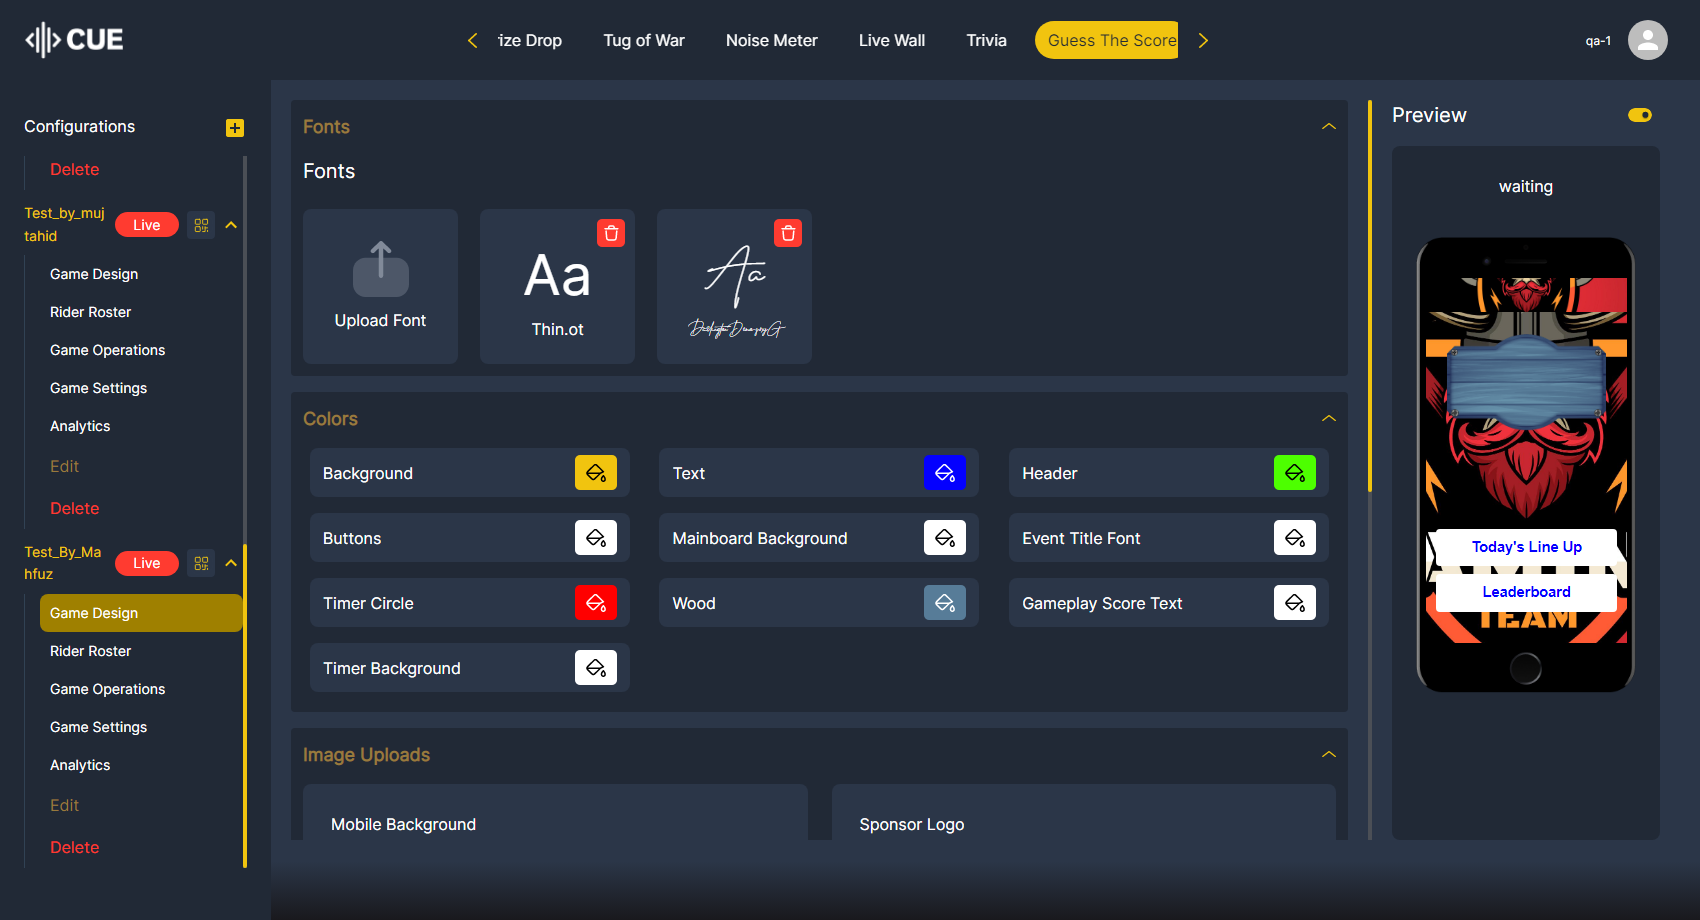 CUE
ize Drop
Tug of War
Noise Meter
Live Wall
Trivia
Guess The Score
qa-1
Configurations
Delete
Test_by_muj
tahid
Live
Game Design
Rider Roster
Game Operations
Game Settings
Analytics
Edit
Delete
Test_By_Ma
hfuz
Live
Game Design
Rider Roster
Game Operations
Game Settings
Analytics
Edit
Delete
Fonts
Fonts
Upload Font
Aa
Thin.ot
Aa
Colors
Background
Text
Header
Buttons
Mainboard Background
Event Title Font
Timer Circle
Wood
Gameplay Score Text
Timer Background
Image Uploads
Mobile Background
Sponsor Logo
Preview
waiting
Today's Line Up
Leaderboard
TEAM